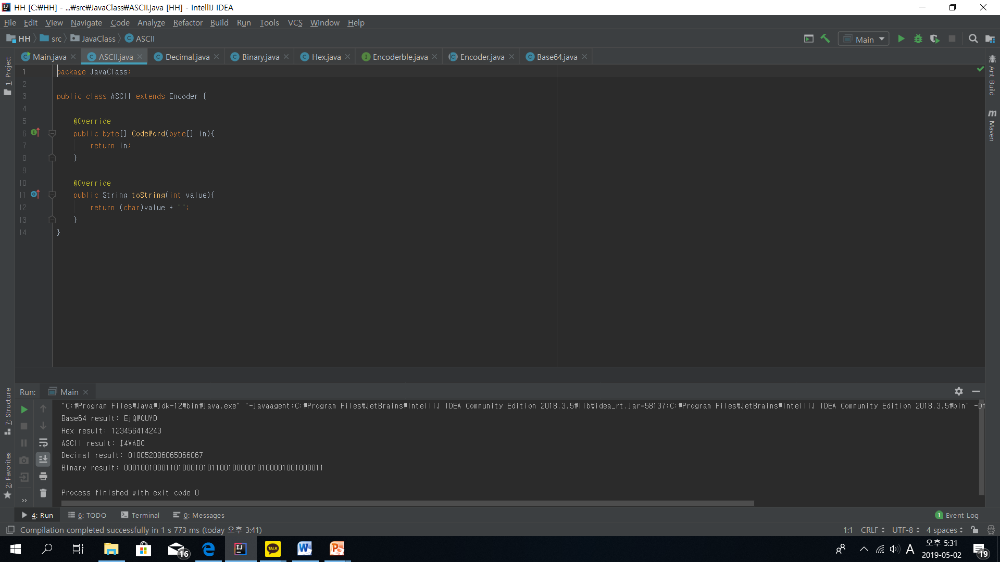 HH [C:₩HH] - ...₩src₩JavaClass₩ASCII.java [HH] - IntelliJ IDEA
File Edit View Navigate Code Analyze Refactor Build Run Tools VCS Window Help
HH src JavaClass ASCII
Main
Main.java ASCII.java Decimal.java Binary.java Hex.java Encoderble.java Encoder.java Base64.java
1: Project
Ant Build
Maven
1 package JavaClass;
2
3 public class ASCII extends Encoder {
4
5 @Override
6 public byte[] CodeWord(byte[] in){
7 return in;
8 }
9
10 @Override
11 public String toString(int value){
12 return (char)value + "";
13 }
14 }
7: Structure
2: Favorites
Run: Main
"C:₩Program Files₩Java₩jdk-12₩bin₩java.exe" "-javaagent:C:₩Program Files₩JetBrains₩IntelliJ IDEA Community Edition 2018.3.5₩lib₩idea_rt.jar=58137:C:₩Program Files₩JetBrains₩IntelliJ IDEA Community Edition 2018.3.5₩bin" -Df
Base64 result: EjQWQUYD
Hex result: 123456414243
ASCII result: ↕4VABC
Decimal result: 018052086065066067
Binary result: 000100100011010001010110010000010100001001000011
Process finished with exit code 0
4: Run 6: TODO Terminal 0: Messages
1 Event Log
Compilation completed successfully in 1 s 773 ms (today 오후 3:41)
1:1 CRLF UTF-8 4 spaces
16
TALK
A
오후 5:31
2019-05-02
19